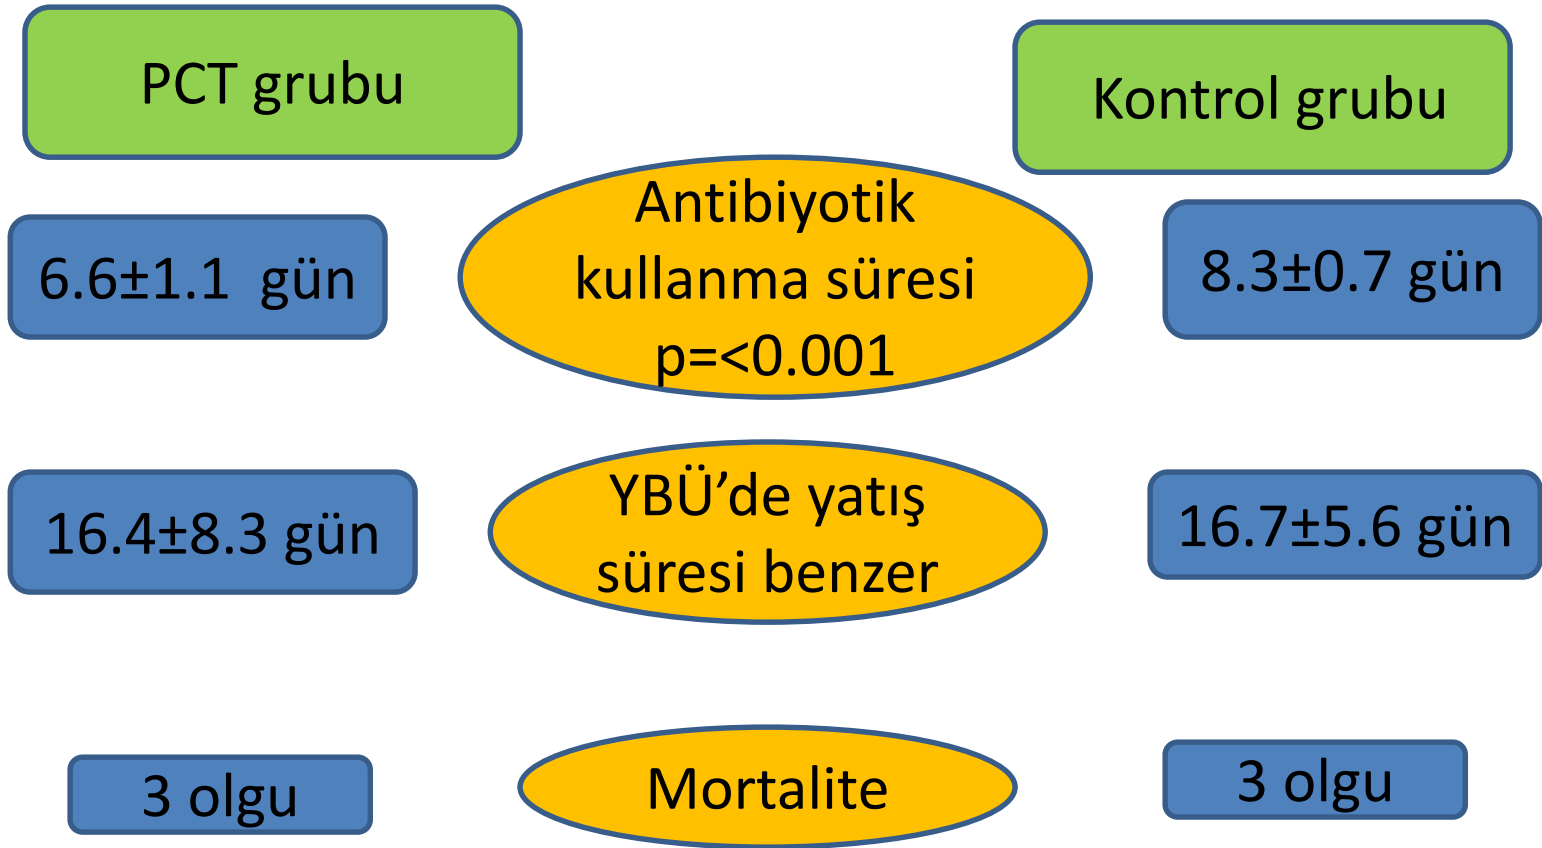 PCT grubu
Kontrol grubu
6.6±1.1 gün
Antibiyotik
kullanma süresi
p=<0.001
8.3±0.7 gün
16.4±8.3 gün
YBÜ’de yatış
süresi benzer
16.7±5.6 gün
3 olgu
Mortalite
3 olgu